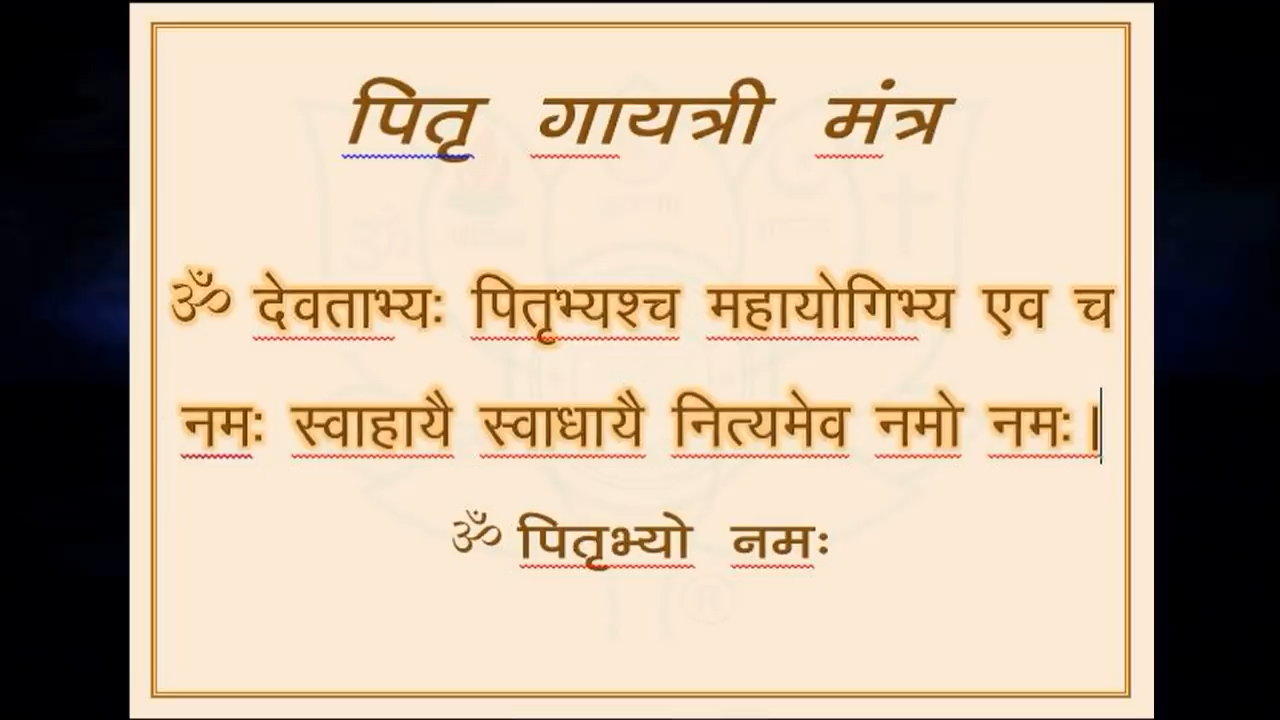 पितृ गायत्री मंत्र
ॐ देवताभ्यः पितृभ्यश्च महायोगिभ्य एव च
नमः स्वाहायै स्वाधायै नित्यमेव नमो नमः।
ॐ पितृभ्यो नमः
®